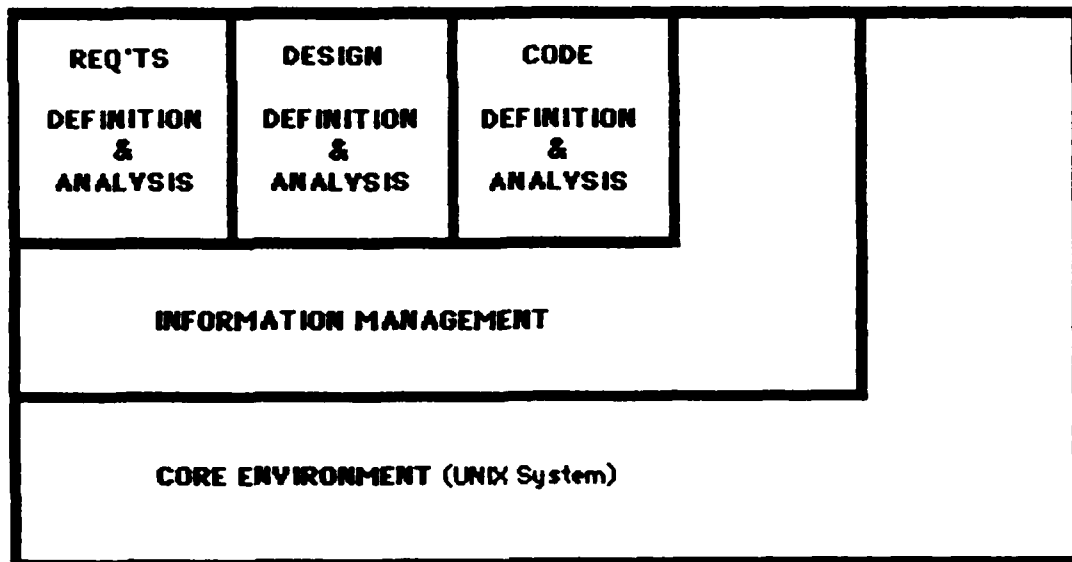 REQ'TS
DEFINITION
&
ANALYSIS
DESIGN
DEFINITION
&
ANALYSIS
CODE
DEFINITION
&
ANALYSIS
INFORMATION MANAGEMENT
CORE ENVIRONMENT (UNIX System)